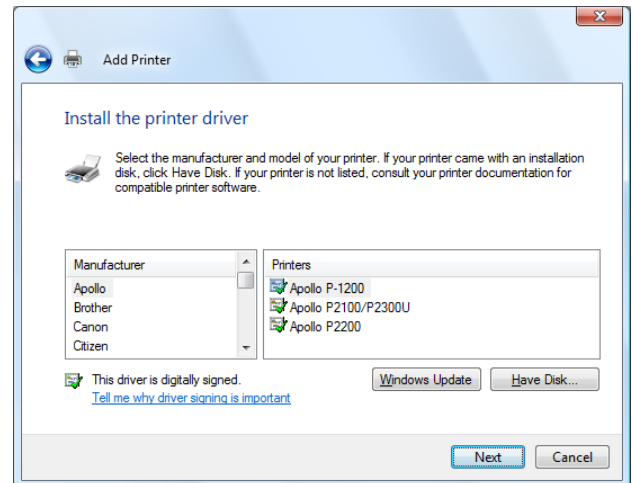 Add Printer
Install the printer driver
Select the manufacturer and model of your printer. If your printer came with an installation
disk, click Have Disk. If your printer is not listed, consult your printer documentation for
compatible printer software.
Manufacturer
Apollo
Brother
Canon
Citizen
Printers
Apollo P-1200
Apollo P2100/P2300U
Apollo P2200
This driver is digitally signed.
Tell me why driver signing is important
Windows Update
Have Disk...
Next
Cancel